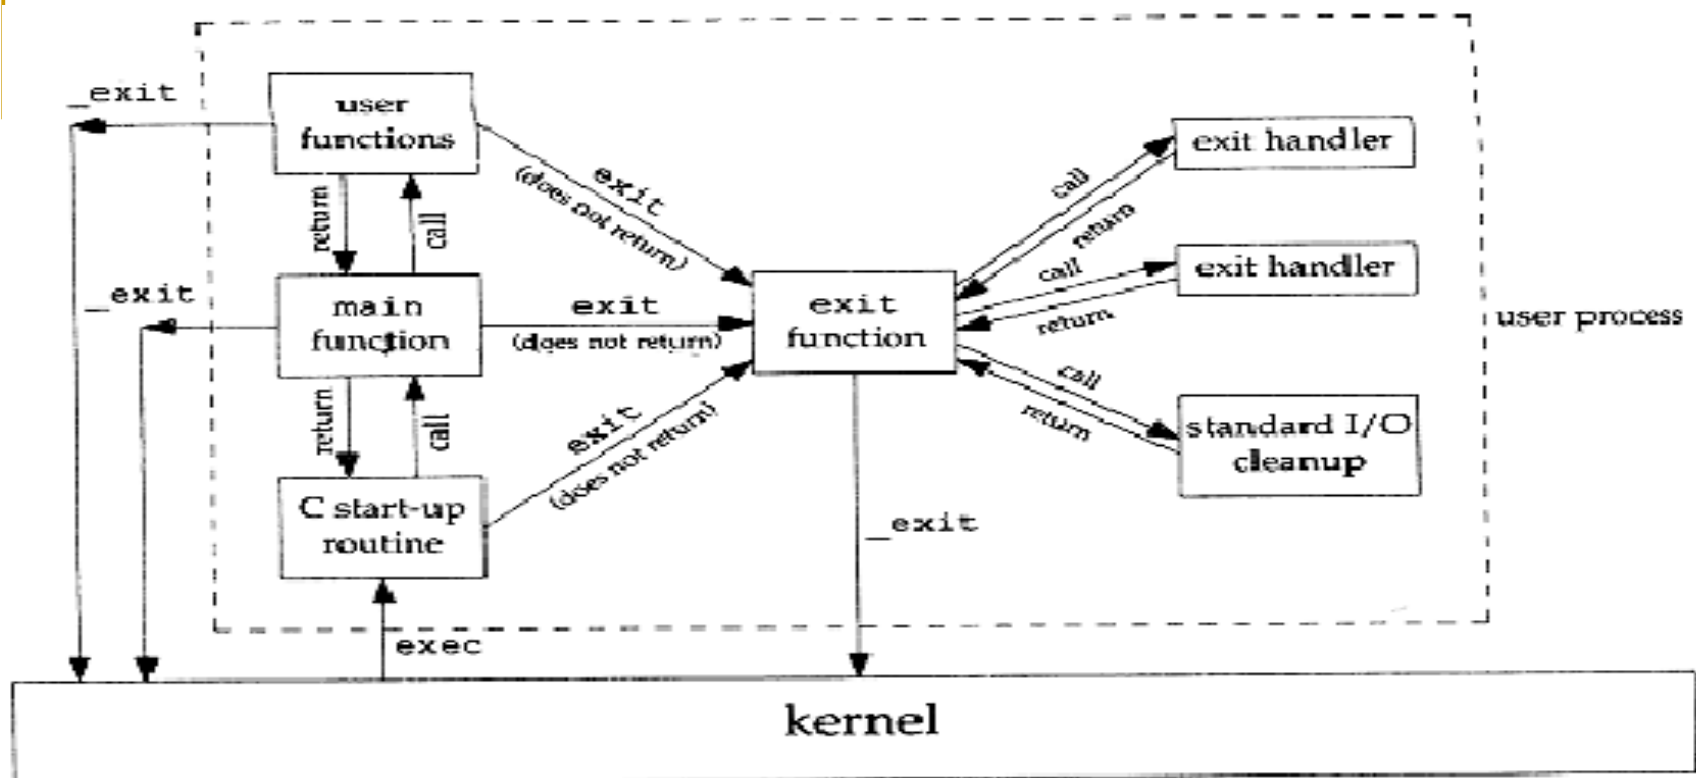 _exit
user
functions
exit
(does not return)
exit handler
call
return
return
call
call
exit handler
return
_exit
main
function
exit
(does not return)
exit
function
user process
return
call
call
return
standard I/O
cleanup
exit
(does not return)
C start-up
routine
_exit
exec
kernel